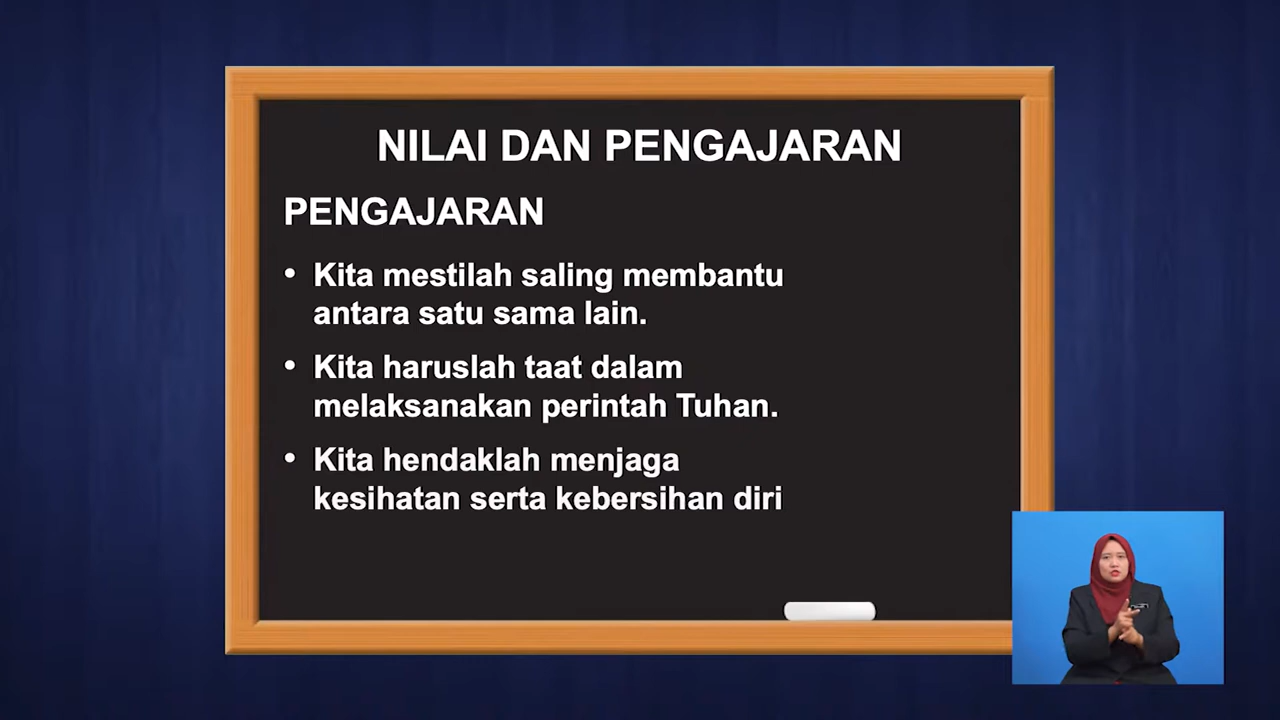 NILAI DAN PENGAJARAN
PENGAJARAN
• Kita mestilah saling membantu
antara satu sama lain.
• Kita haruslah taat dalam
melaksanakan perintah Tuhan.
• Kita hendaklah menjaga
kesihatan serta kebersihan diri